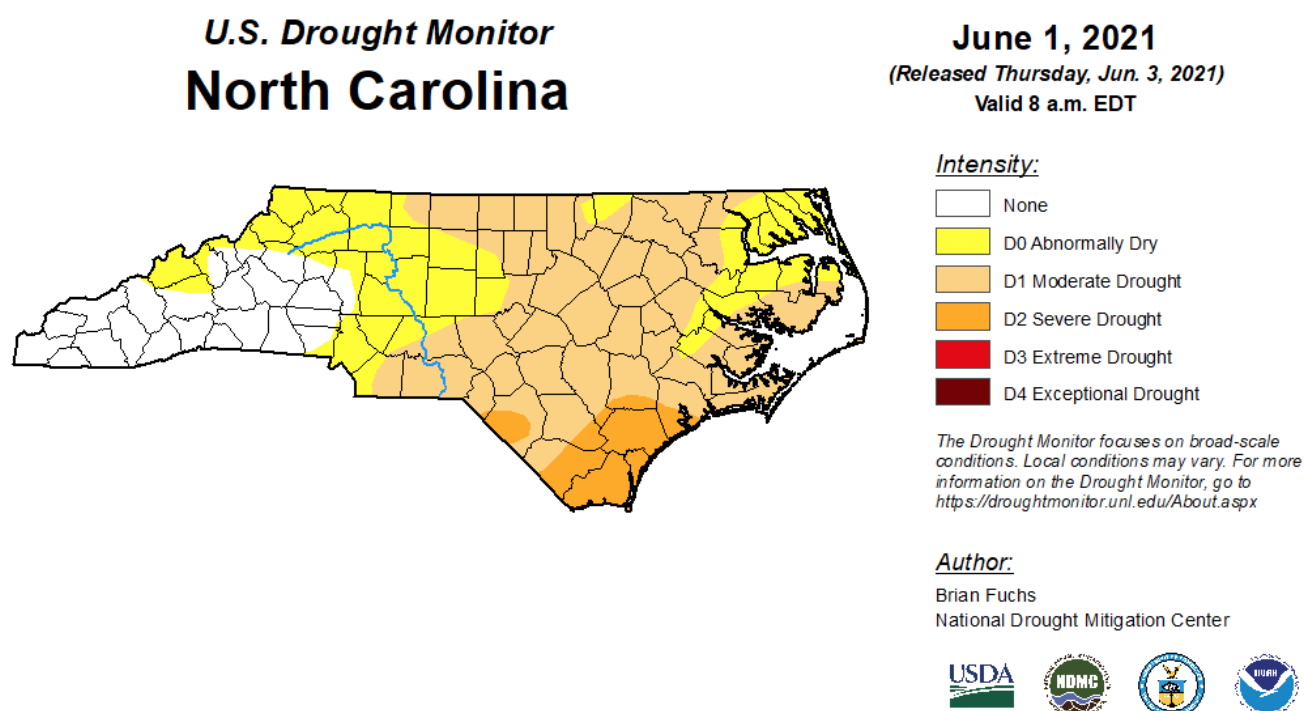 U.S. Drought Monitor
North Carolina
June 1, 2021
(Released Thursday, Jun. 3, 2021)
Valid 8 a.m. EDT
Intensity:
None
D0 Abnormally Dry
D1 Moderate Drought
D2 Severe Drought
D3 Extreme Drought
D4 Exceptional Drought
The Drought Monitor focuses on broad-scale
conditions. Local conditions may vary. For more
information on the Drought Monitor, go to
https://droughtmonitor.unl.edu/About.aspx
Author:
Brian Fuchs
National Drought Mitigation Center
USDA
NDMC